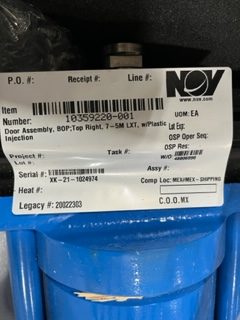 P.O. #: Receipt #: Line #: NOV
www.nov.com
Item
Number: 10359220-001 UOM: EA
Door Assembly, BOP;Top Right, 7-5M LXT, w/Plastic
Injection
Lot Exp:
OSP Oper Seq:
OSP Res:
Project #: Task #: W/O
Lot #:
Serial #: Assy #:
XK-21-1024974
Heat #: Comp Loc: MEX/MEX - SHIPPING
Legacy #: 20022303 C.O.O. MX